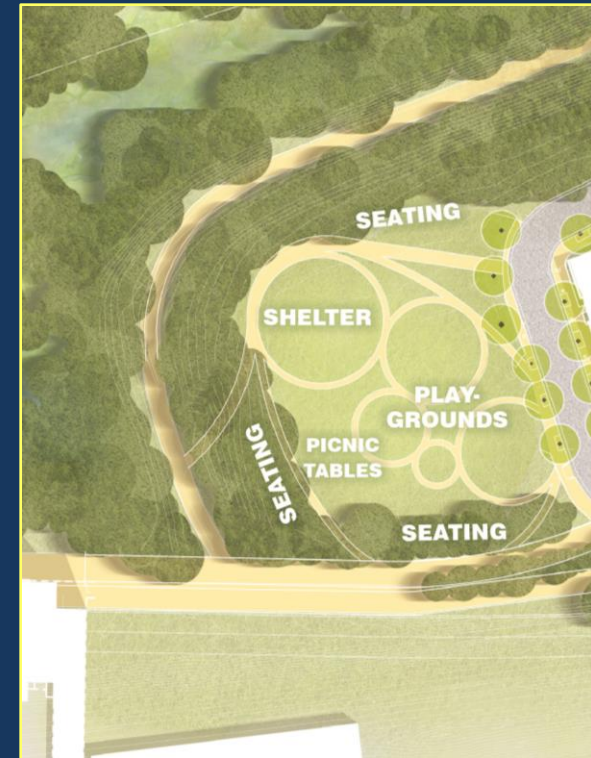 SEATING
SHELTER
PLAY-
GROUNDS
PICNIC
TABLES
SEATING
SEATING